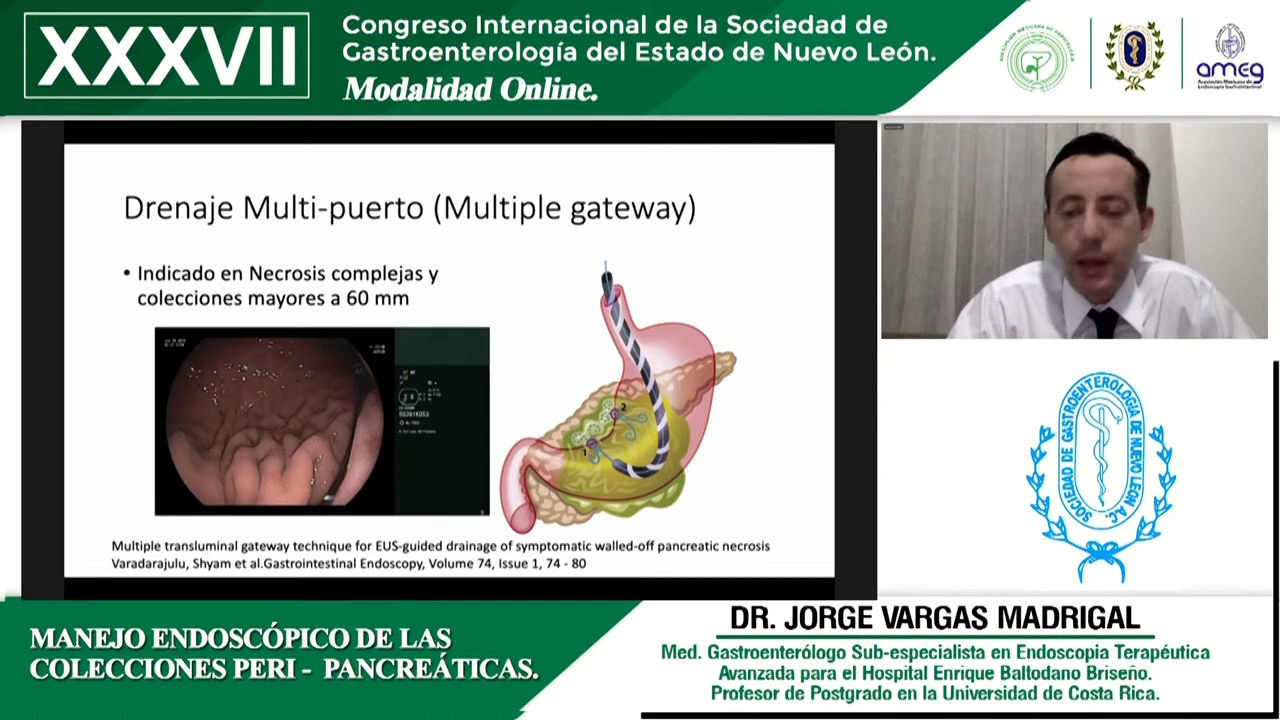 XXXVII
Congreso Internacional de la Sociedad de
Gastroenterología del Estado de Nuevo León.
Modalidad Online.
ameg
Drenaje Multi-puerto (Multiple gateway)
• Indicado en Necrosis complejas y
colecciones mayores a 60 mm
2
1
Multiple transluminal gateway technique for EUS-guided drainage of symptomatic walled-off pancreatic necrosis
Varadarajulu, Shyam et al.Gastrointestinal Endoscopy, Volume 74, Issue 1, 74 - 80
SOCIEDAD DE GASTROENTEROLOGÍA DE NUEVO LEON A.C.
MANEJO ENDOSCÓPICO DE LAS
COLECCIONES PERI - PANCREÁTICAS.
DR. JORGE VARGAS MADRIGAL
Med. Gastroenterólogo Sub-especialista en Endoscopia Terapéutica
Avanzada para el Hospital Enrique Baltodano Briseño.
Profesor de Postgrado en la Universidad de Costa Rica.